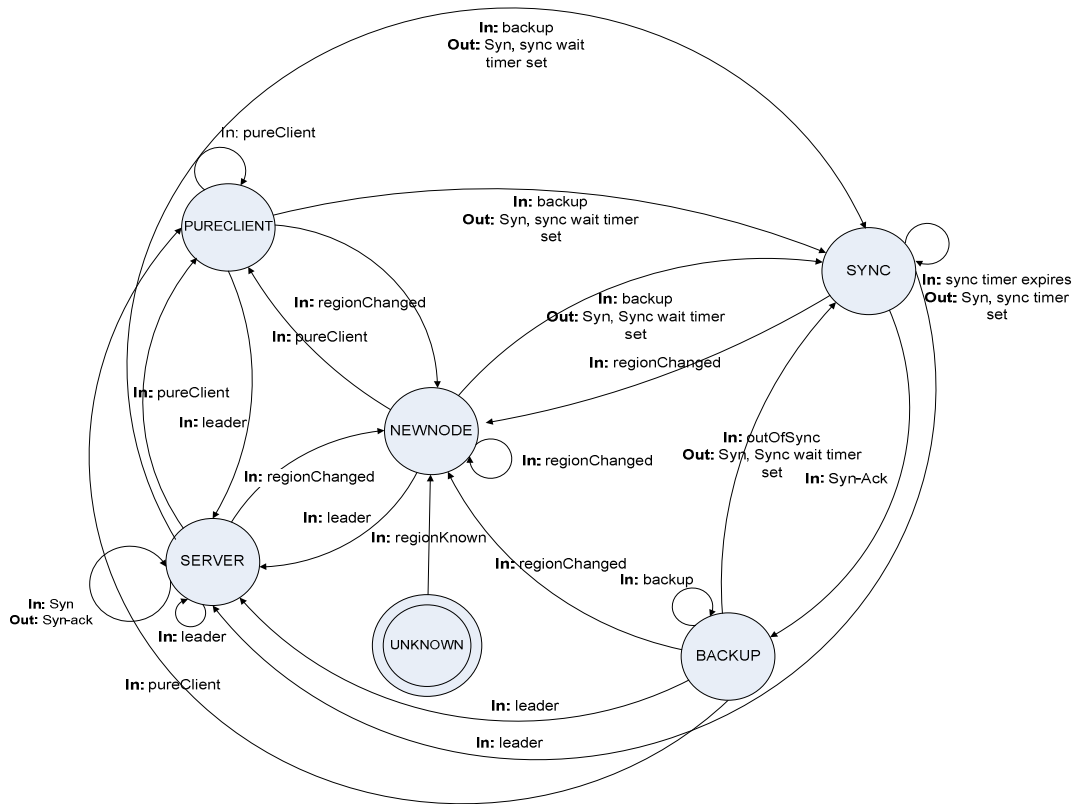 In: backup
Out: Syn, sync wait
timer set
In: pureClient
PURECLIENT
In: backup
Out: Syn, sync wait timer
set
SYNC
In: sync timer expires
Out: Syn, sync timer
set
In: regionChanged
In: backup
Out: Syn, Sync wait timer
set
In: pureClient
In: regionChanged
In: pureClient
In: leader
NEWNODE
In: outOfSync
Out: Syn, Sync wait timer
set
In: regionChanged
In: regionChanged
In: Syn-Ack
In: leader
In: regionKnown
SERVER
In: regionChanged
In: backup
In: Syn
Out: Syn-ack
In: leader
UNKNOWN
BACKUP
In: pureClient
In: leader
In: leader